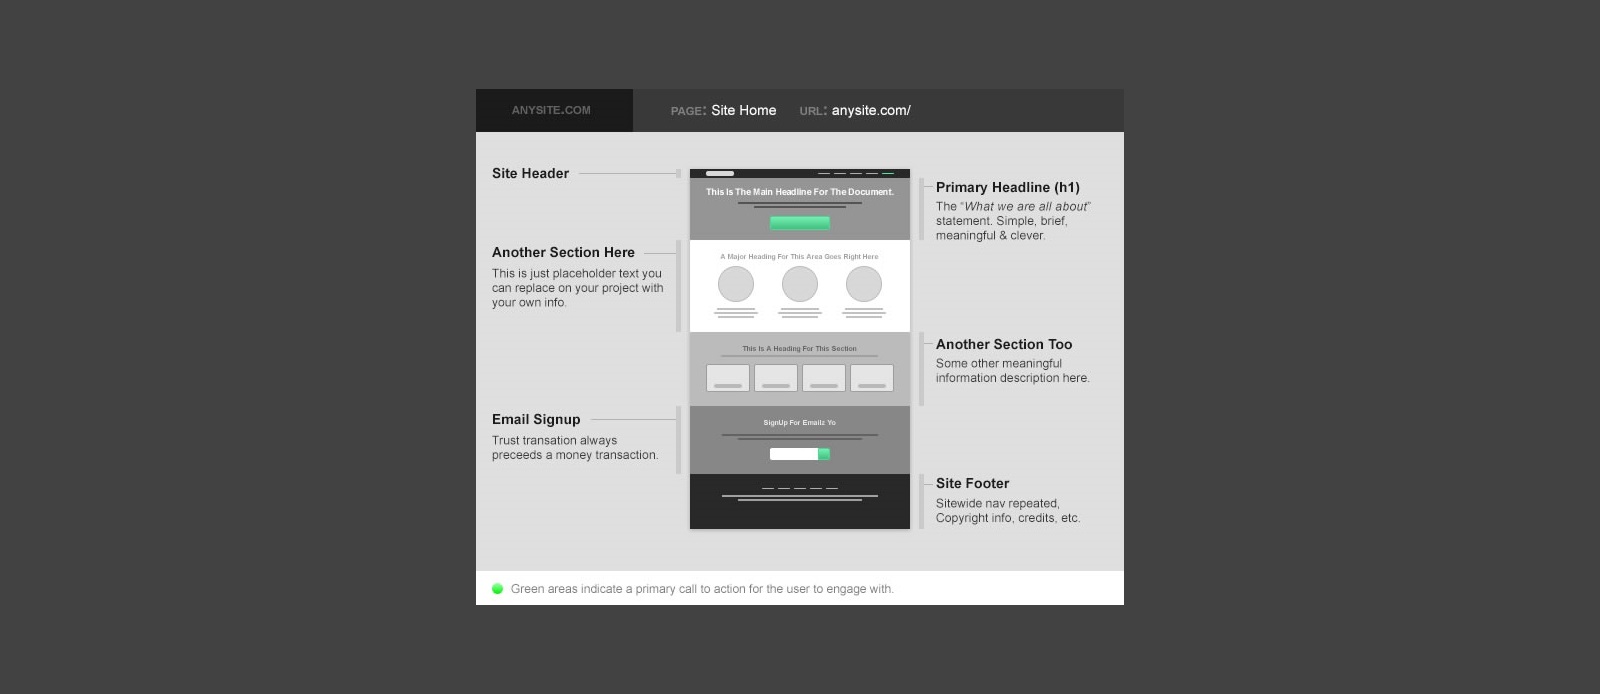 ANYSITE.COM
PAGE: Site Home URL: anysite.com/
Site Header
Another Section Here
This is just placeholder text you
can replace on your project with
your own info.
Email Signup
Trust transation always
preceeds a money transaction.
This Is The Main Headline For The Document.
A Major Heading For This Area Goes Right Here
This Is A Heading For This Section
SignUp For Emailz Yo
Primary Headline (h1)
The “What we are all about”
statement. Simple, brief,
meaningful & clever.
Another Section Too
Some other meaningful
information description here.
Site Footer
Sitewide nav repeated,
Copyright info, credits, etc.
Green areas indicate a primary call to action for the user to engage with.